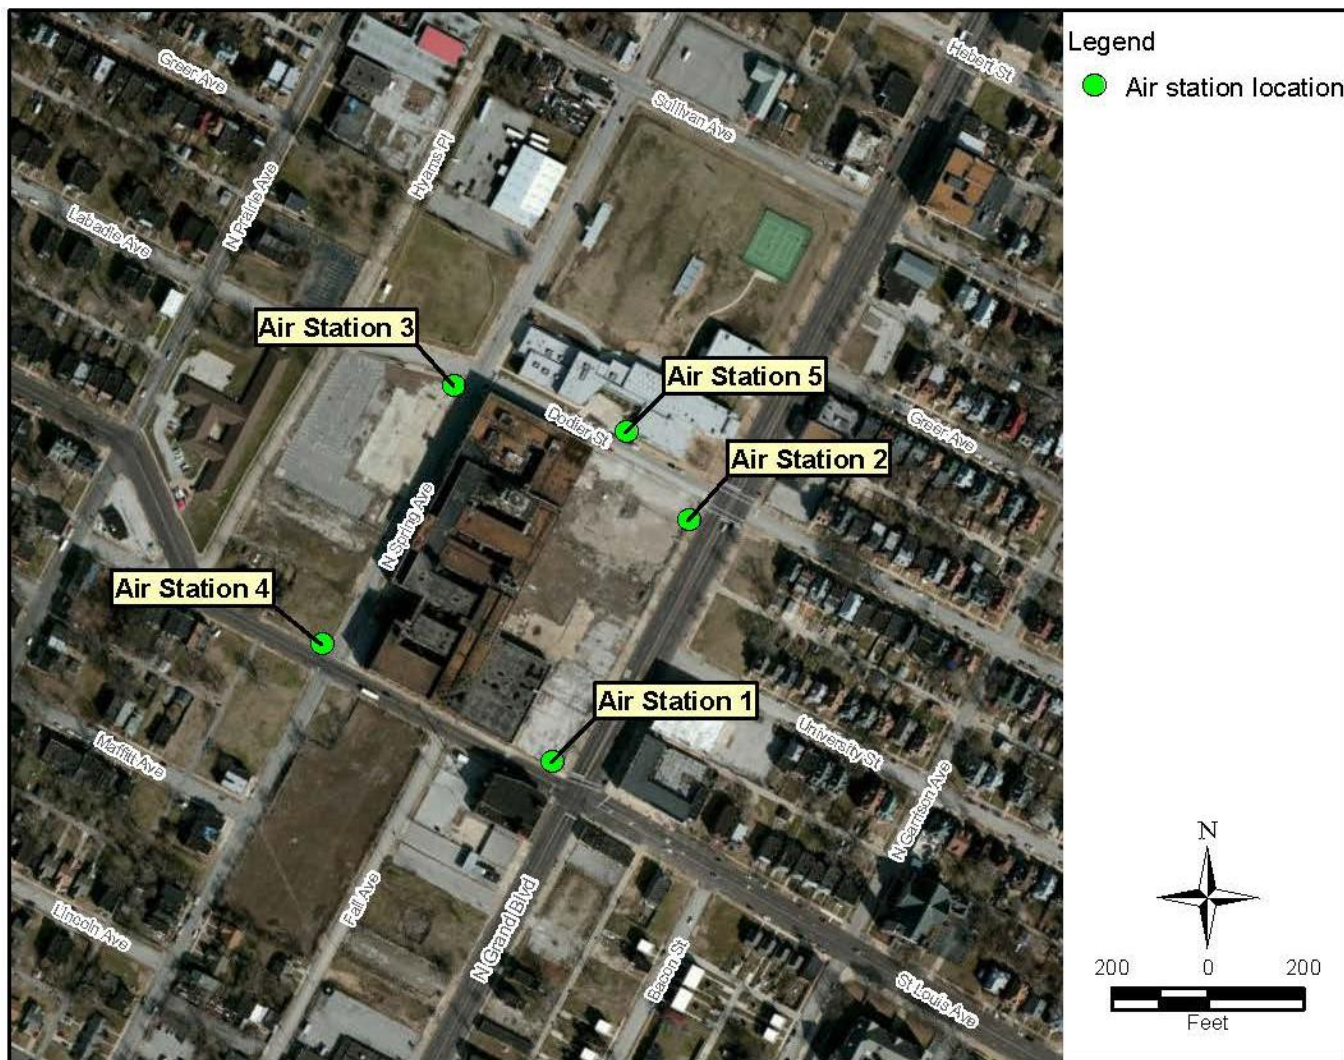 Legend
Air station location
Hebert St
Greer Ave
Sullivan Ave
Hyams Pl
N Prairie Ave
Labadie Ave
Air Station 3
Air Station 5
Dodier St
Greer Ave
Air Station 2
N Spring Ave
Air Station 4
Air Station 1
University St
Maffitt Ave
N Garrison Ave
Fall Ave
N Grand Blvd
Lincoln Ave
Bacon St
St Louis Ave
N
200 0 200
Feet